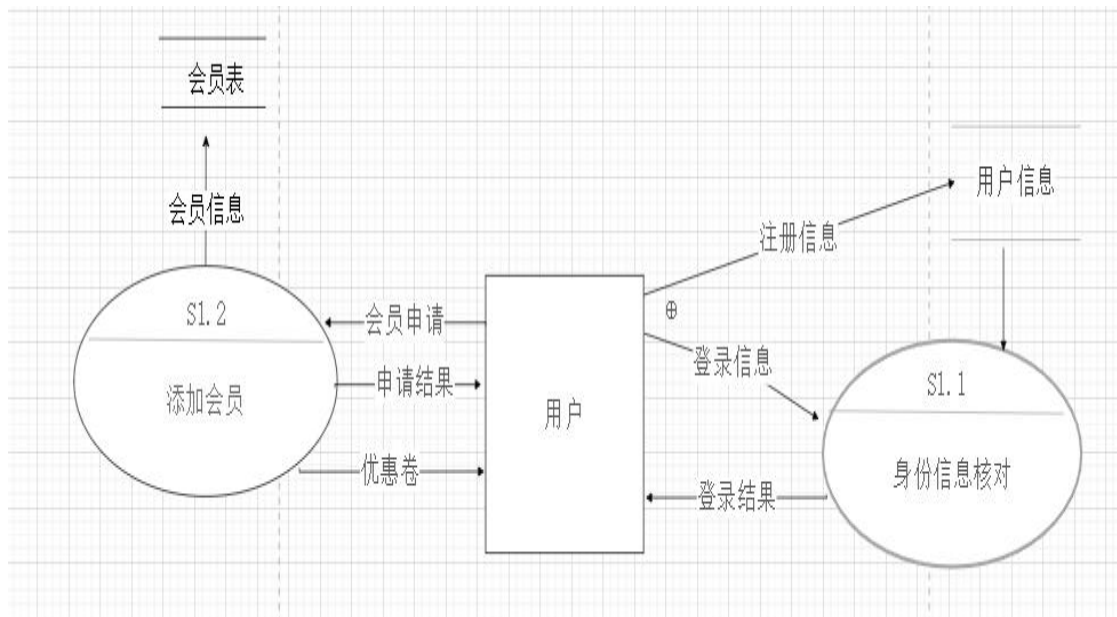 会员表
会员信息
用户信息
注册信息
S1.2
会员申请
⊕
登录信息
申请结果
添加会员
S1.1
用户
优惠卷
身份信息核对
登录结果